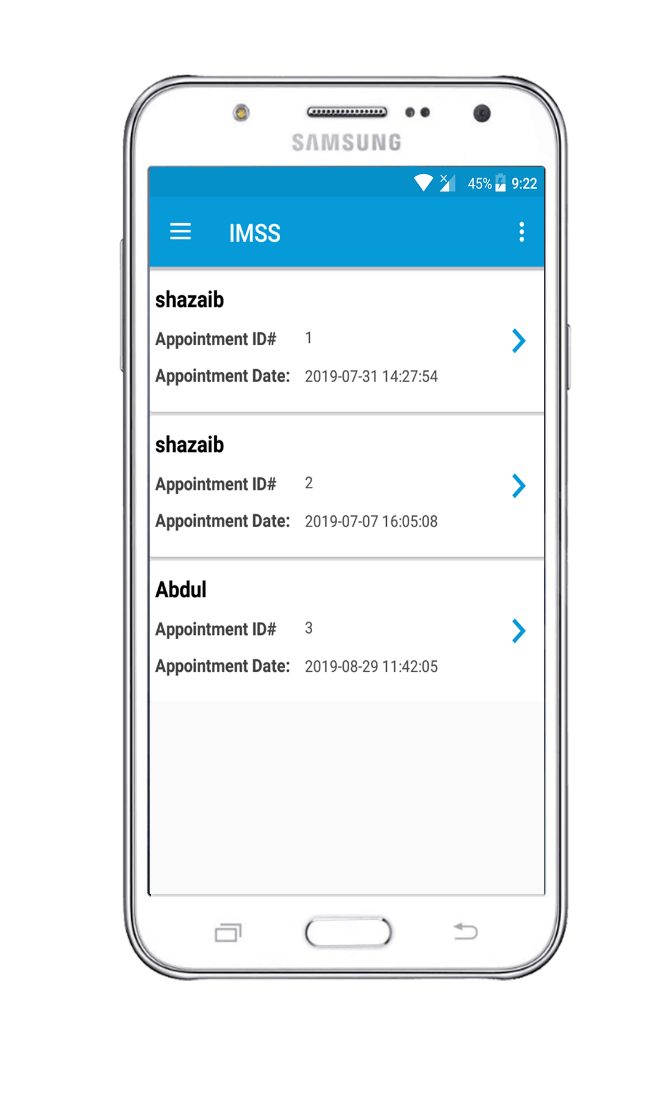 SAMSUNG
45% 9:22
IMSS
shazaib
Appointment ID# 1
Appointment Date: 2019-07-31 14:27:54
shazaib
Appointment ID# 2
Appointment Date: 2019-07-07 16:05:08
Abdul
Appointment ID# 3
Appointment Date: 2019-08-29 11:42:05